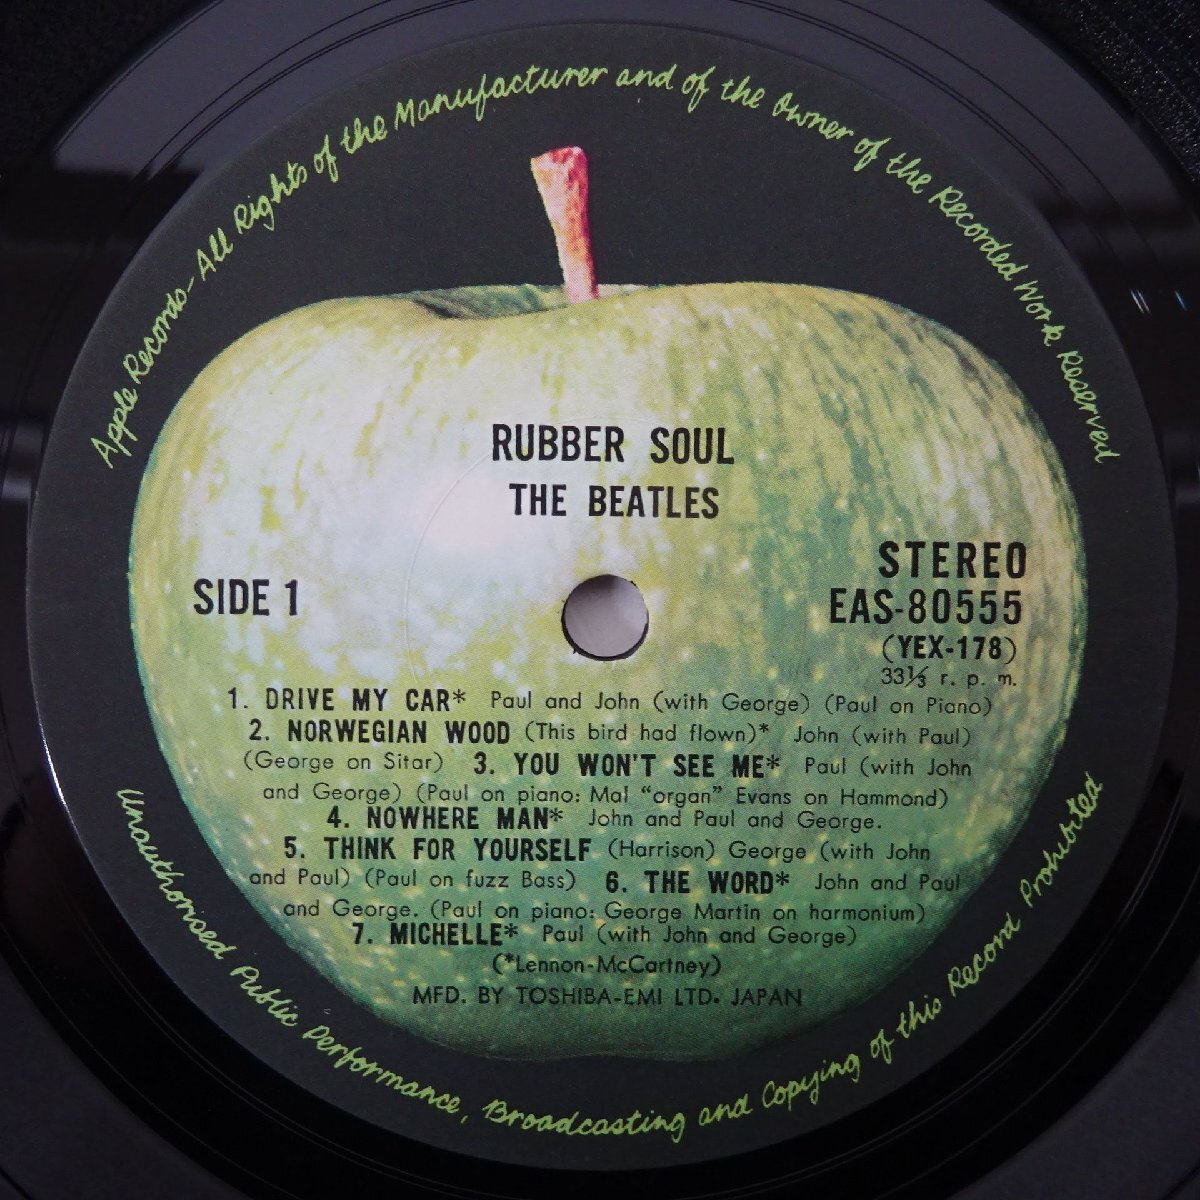 Apple Records—All Rights of the Manufacturer and of the Owner of the Recorded Work Reserved
RUBBER SOUL
THE BEATLES
SIDE 1
STEREO
EAS-80555
(YEX-178)
33⅓ r. p. m.
1. DRIVE MY CAR* Paul and John (with George) (Paul on Piano)
2. NORWEGIAN WOOD (This bird had flown)* John (with Paul)
(George on Sitar) 3. YOU WON'T SEE ME* Paul (with John
and George) (Paul on piano: Mal "organ" Evans on Hammond)
4. NOWHERE MAN* John and Paul and George.
5. THINK FOR YOURSELF (Harrison) George (with John
and Paul) (Paul on fuzz Bass) 6. THE WORD* John and Paul
and George. (Paul on piano: George Martin on harmonium)
7. MICHELLE* Paul (with John and George)
(*Lennon-McCartney)
MFD. BY TOSHIBA-EMI LTD. JAPAN
Unauthorised Public Performance, Broadcasting and Copying of this Record Prohibited